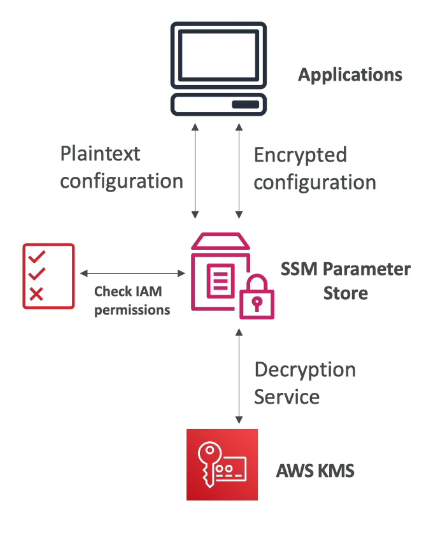 Applications
Plaintext
configuration
Encrypted
configuration
SSM Parameter
Store
Check IAM
permissions
Decryption
Service
AWS KMS